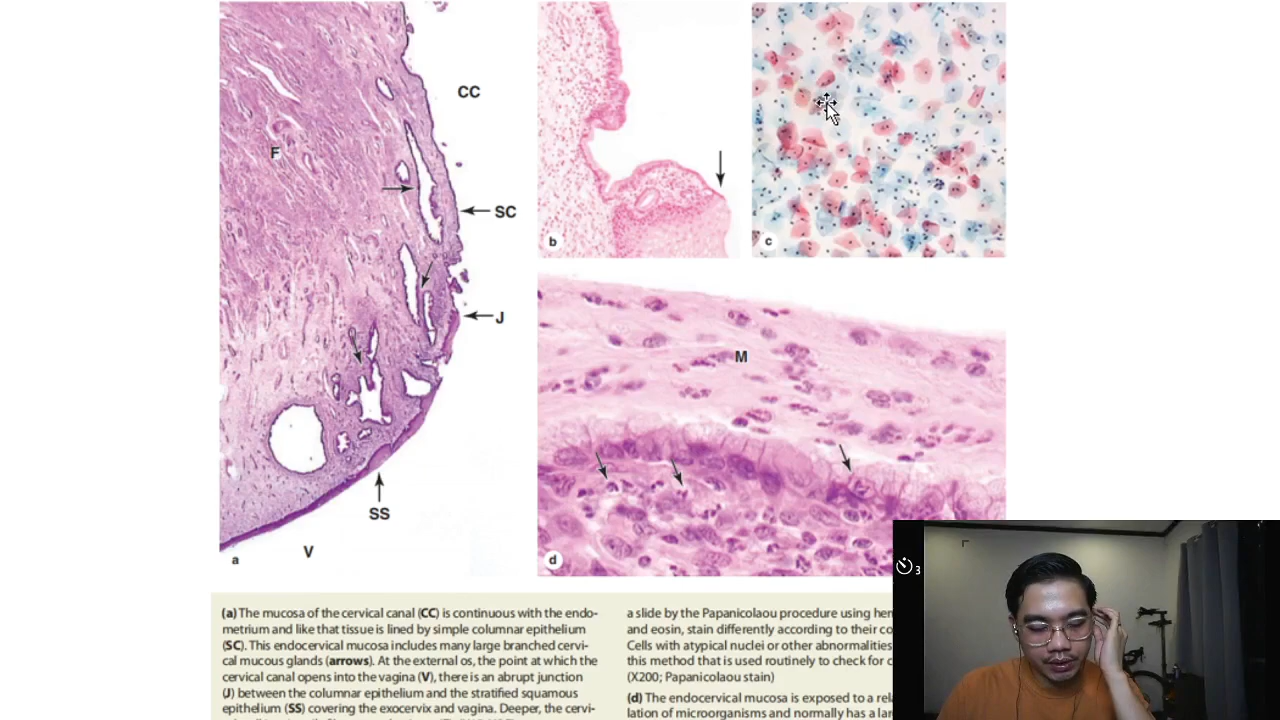 CC
F
SC
J
SS
V
a
b
c
M
d
3
(a) The mucosa of the cervical canal (CC) is continuous with the endo-
metrium and like that tissue is lined by simple columnar epithelium
(SC). This endocervical mucosa includes many large branched cervi-
cal mucous glands (arrows). At the external os, the point at which the
cervical canal opens into the vagina (V), there is an abrupt junction
(J) between the columnar epithelium and the stratified squamous
epithelium (SS) covering the exocervix and vagina. Deeper, the cervi-
a slide by the Papanicolaou procedure using hem
and eosin, stain differently according to their co
Cells with atypical nuclei or other abnormalities
this method that is used routinely to check for c
(X200; Papanicolaou stain)
(d) The endocervical mucosa is exposed to a rel
lation of microorganisms and normally has a lar